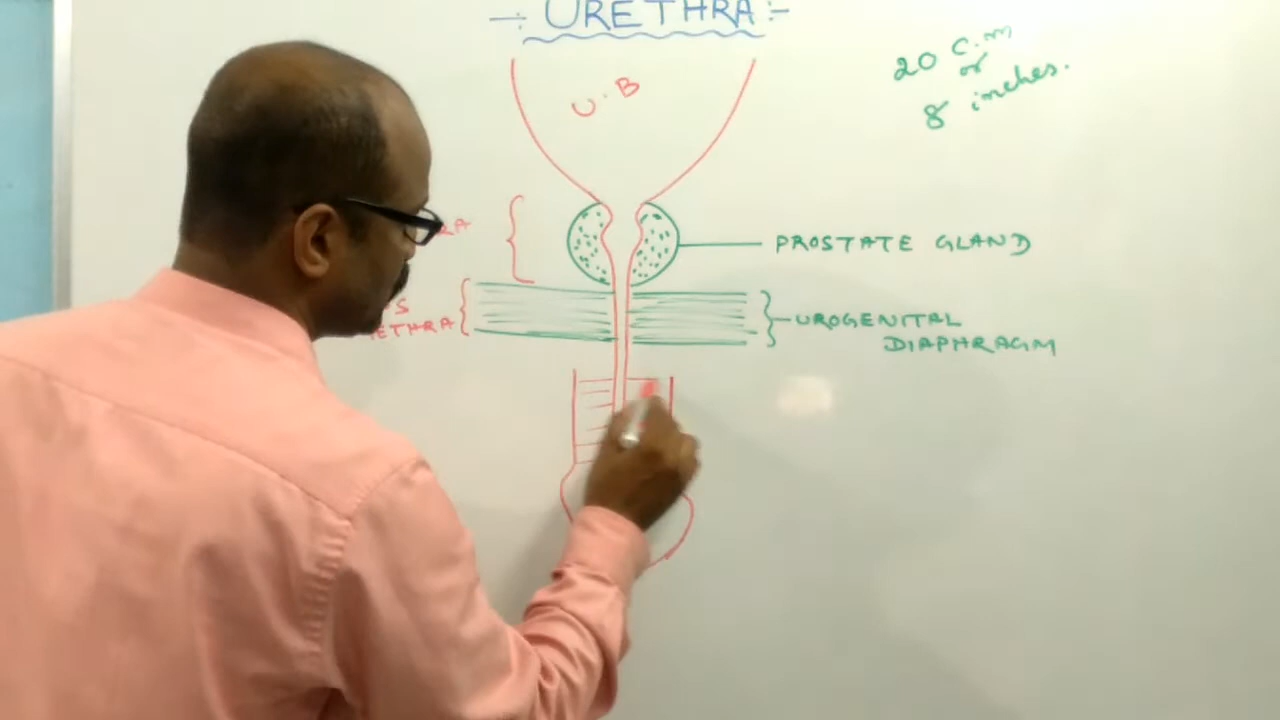 -: URETHRA :-
20 C.m
or
8 inches.
U.B
PROSTATE GLAND
UROGENITAL
DIAPHRAGM